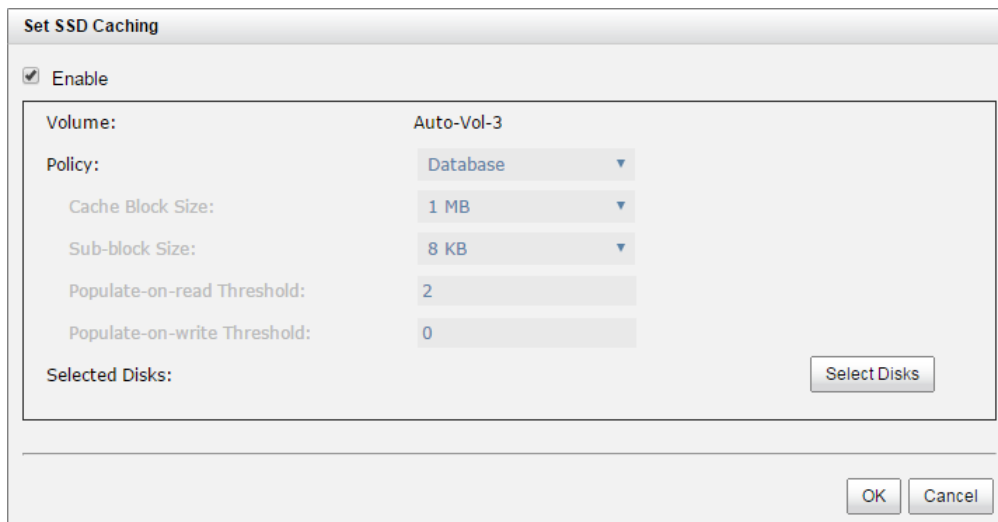 Set SSD Caching
Enable
Volume: Auto-Vol-3
Policy: Database
Cache Block Size: 1 MB
Sub-block Size: 8 KB
Populate-on-read Threshold: 2
Populate-on-write Threshold: 0
Selected Disks: Select Disks
OK Cancel